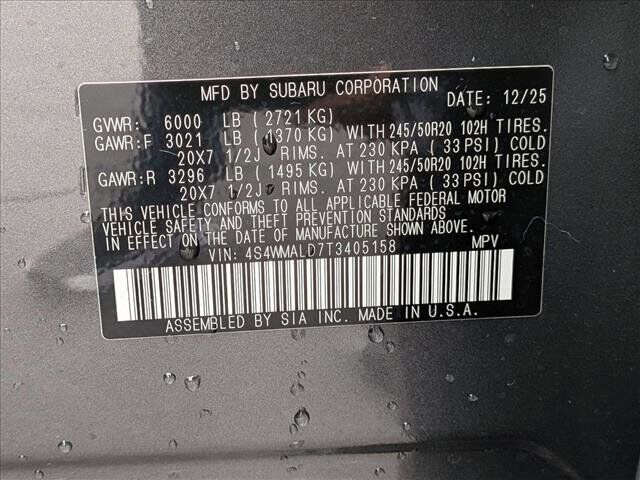 MFD BY SUBARU CORPORATION
DATE: 12/25
GVWR: 6000 LB ( 2721 KG)
GAWR:F 3021 LB ( 1370 KG) WITH 245/50R20 102H TIRES.
20X7 1/2J RIMS. AT 230 KPA ( 33 PSI) COLD
GAWR:R 3296 LB ( 1495 KG) WITH 245/50R20 102H TIRES.
20X7 1/2J RIMS. AT 230 KPA ( 33 PSI) COLD
THIS VEHICLE CONFORMS TO ALL APPLICABLE FEDERAL MOTOR
VEHICLE SAFETY AND THEFT PREVENTION STANDARDS
IN EFFECT ON THE DATE OF MANUFACTURE SHOWN ABOVE.
VIN: 4S4WMALD7T3405158 MPV
ASSEMBLED BY SIA INC. MADE IN U.S.A.